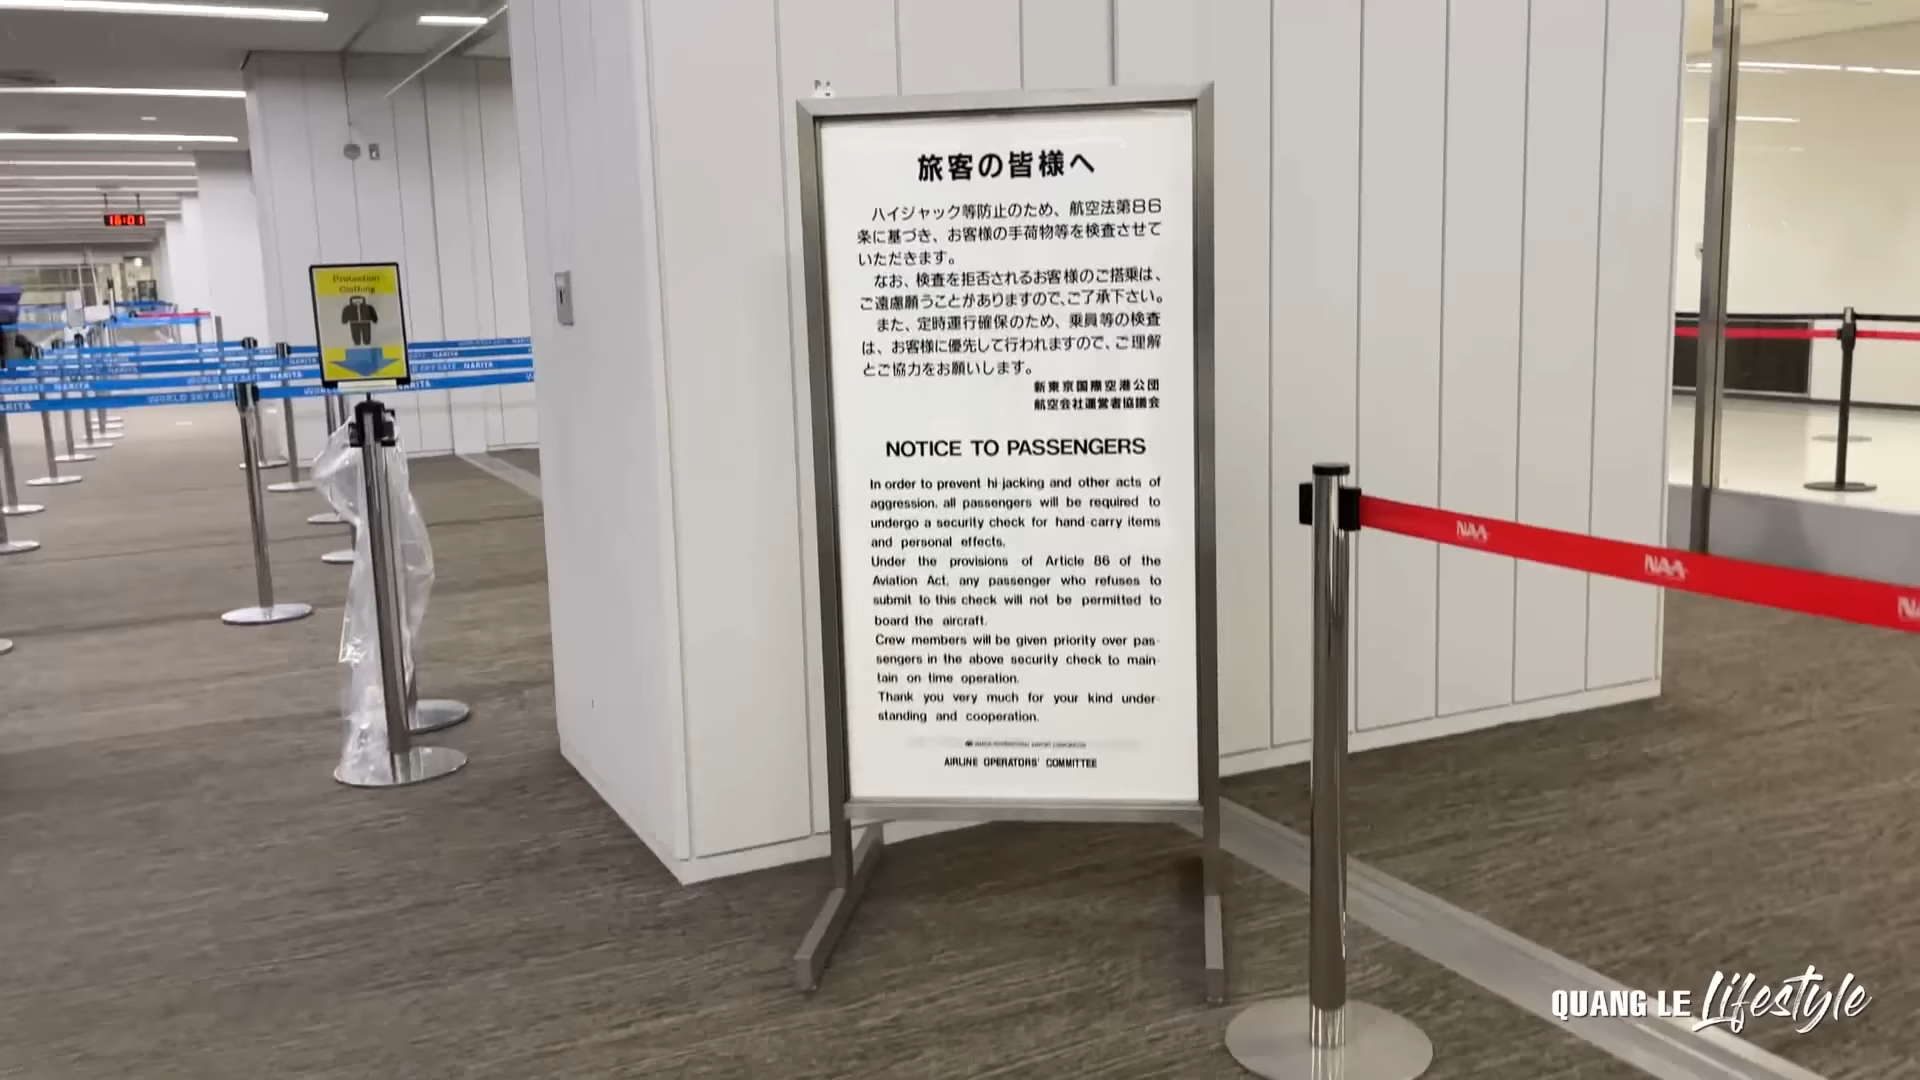 旅客の皆様へ
ハイジャック等防止のため、航空法第86
条に基づき、お客様の手荷物等を検査させて
いただきます。
なお、検査を拒否されるお客様のご搭乗は、
ご遠慮願うことがありますので、ご了承下さい。
また、定時運行確保のため、乗員等の検査
は、お客様に優先して行われますので、ご理解
とご協力をお願いします。
新東京国際空港公団
航空会社運営者協議会
NOTICE TO PASSENGERS
In order to prevent hi-jacking and other acts of
aggression, all passengers will be required to
undergo a security check for hand-carry items
and personal effects.
Under the provisions of Article 86 of the
Aviation Act, any passenger who refuses to
submit to this check will not be permitted to
board the aircraft.
Crew members will be given priority over pas-
sengers in the above security check to main-
tain on time operation.
Thank you very much for your kind under-
standing and cooperation.
NARITA INTERNATIONAL AIRPORT CORPORATION
AIRLINE OPERATORS' COMMITTEE
16:01
Protection
Clothing
WORLD SKY GATE NARITA
WORLD SKY GATE
NARITA
NAA
NAA
QUANG LE Lifestyle